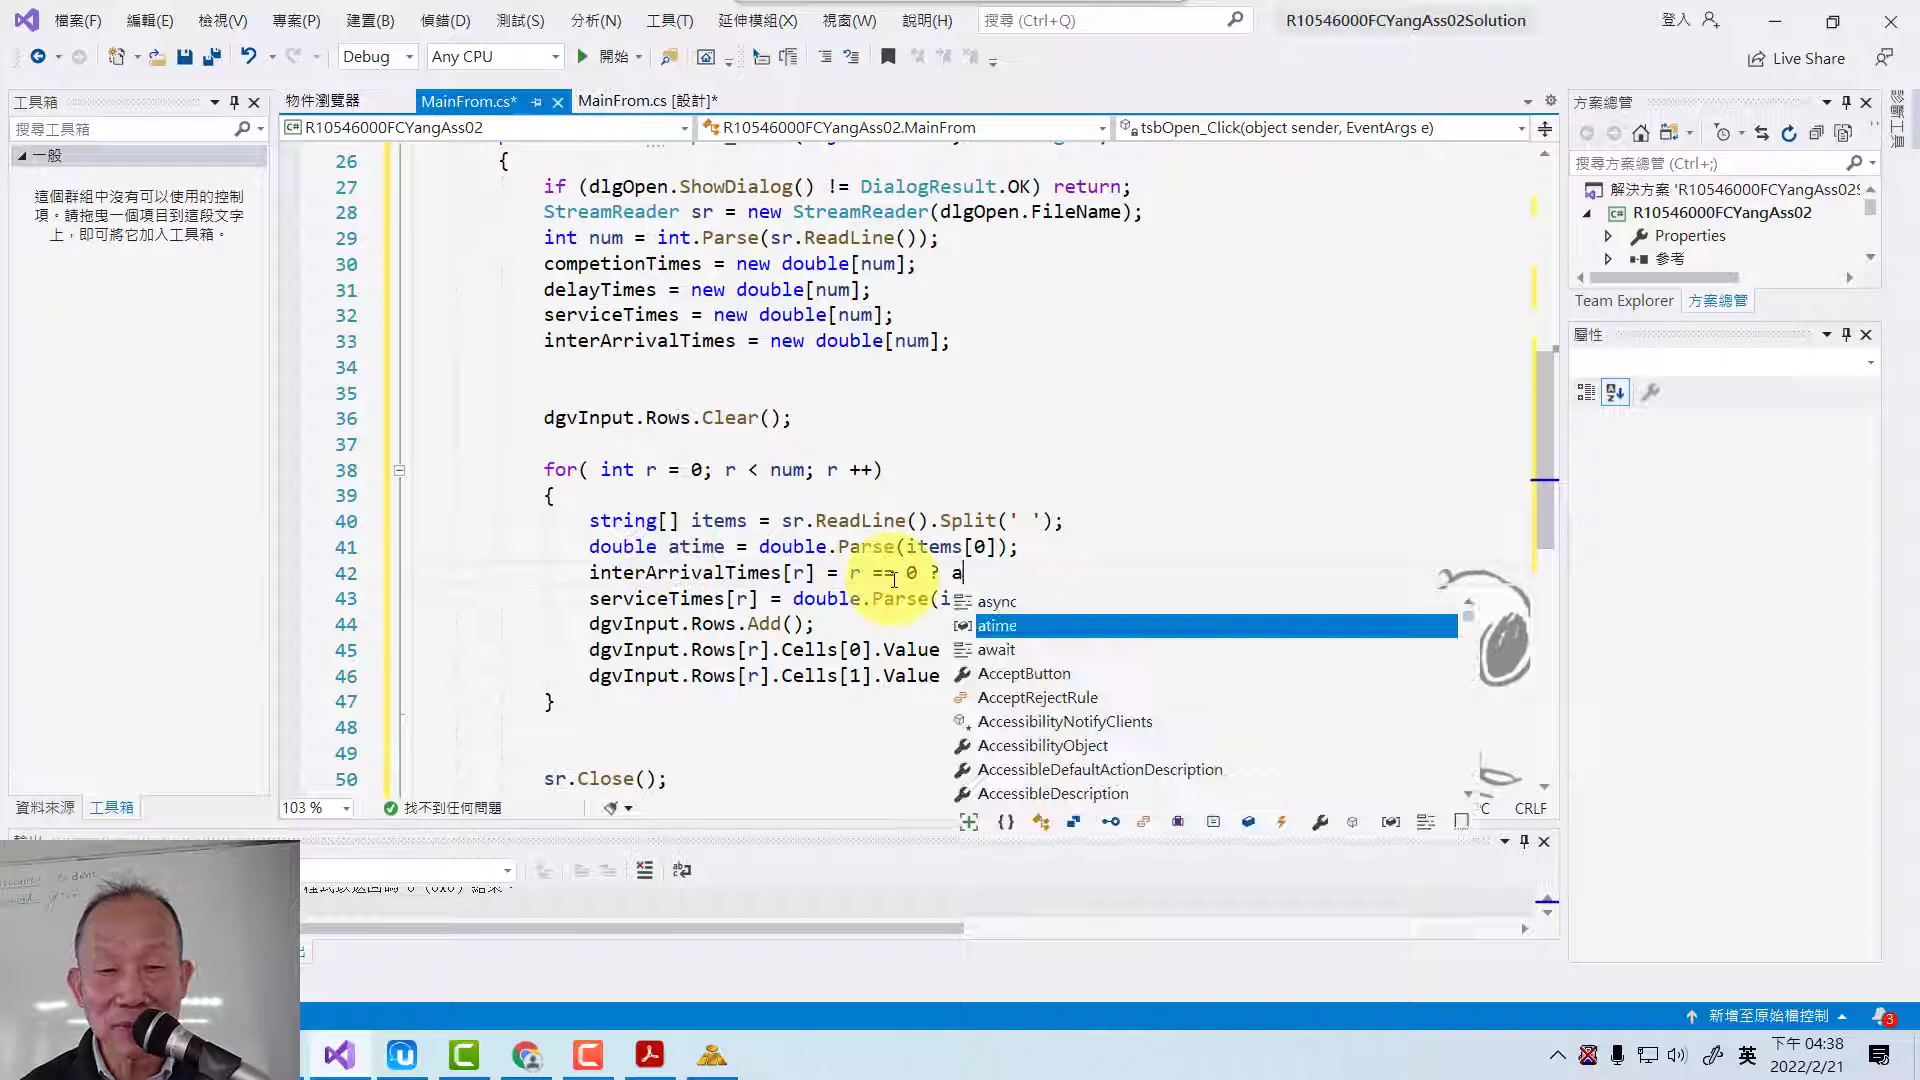 檔案(F) 編輯(E) 檢視(V) 專案(P) 建置(B) 偵錯(D) 測試(S) 分析(N) 工具(T) 延伸模組(X) 視窗(W) 說明(H) 搜尋 (Ctrl+Q) R10546000FCYangAss02Solution 登入
Debug Any CPU 開始 Live Share
工具箱
搜尋工具箱
一般
這個群組中沒有可以使用的控制
項。請拖曳一個項目到這段文字
上，即可將它加入工具箱。
資料來源 工具箱
物件瀏覽器 MainFrom.cs* MainFrom.cs [設計]*
R10546000FCYangAss02 R10546000FCYangAss02.MainFrom tsbOpen_Click(object sender, EventArgs e)
26 {
27 if (dlgOpen.ShowDialog() != DialogResult.OK) return;
28 StreamReader sr = new StreamReader(dlgOpen.FileName);
29 int num = int.Parse(sr.ReadLine());
30 competionTimes = new double[num];
31 delayTimes = new double[num];
32 serviceTimes = new double[num];
33 interArrivalTimes = new double[num];
34
35
36 dgvInput.Rows.Clear();
37
38 for( int r = 0; r < num; r ++)
39 {
40 string[] items = sr.ReadLine().Split(' ');
41 double atime = double.Parse(items[0]);
42 interArrivalTimes[r] = r == 0 ? a
43 serviceTimes[r] = double.Parse(i
44 dgvInput.Rows.Add();
45 dgvInput.Rows[r].Cells[0].Value
46 dgvInput.Rows[r].Cells[1].Value
47 }
48
49
50 sr.Close();
async
atime
await
AcceptButton
AcceptRejectRule
AccessibilityNotifyClients
AccessibilityObject
AccessibleDefaultActionDescription
AccessibleDescription
103 % 找不到任何問題 CRLF
方案總管
搜尋方案總管 (Ctrl+;)
解決方案 'R10546000FCYangAss02S
R10546000FCYangAss02
Properties
參考
Team Explorer 方案總管
屬性
新增至原始檔控制 3
英 下午 04:38
2022/2/21